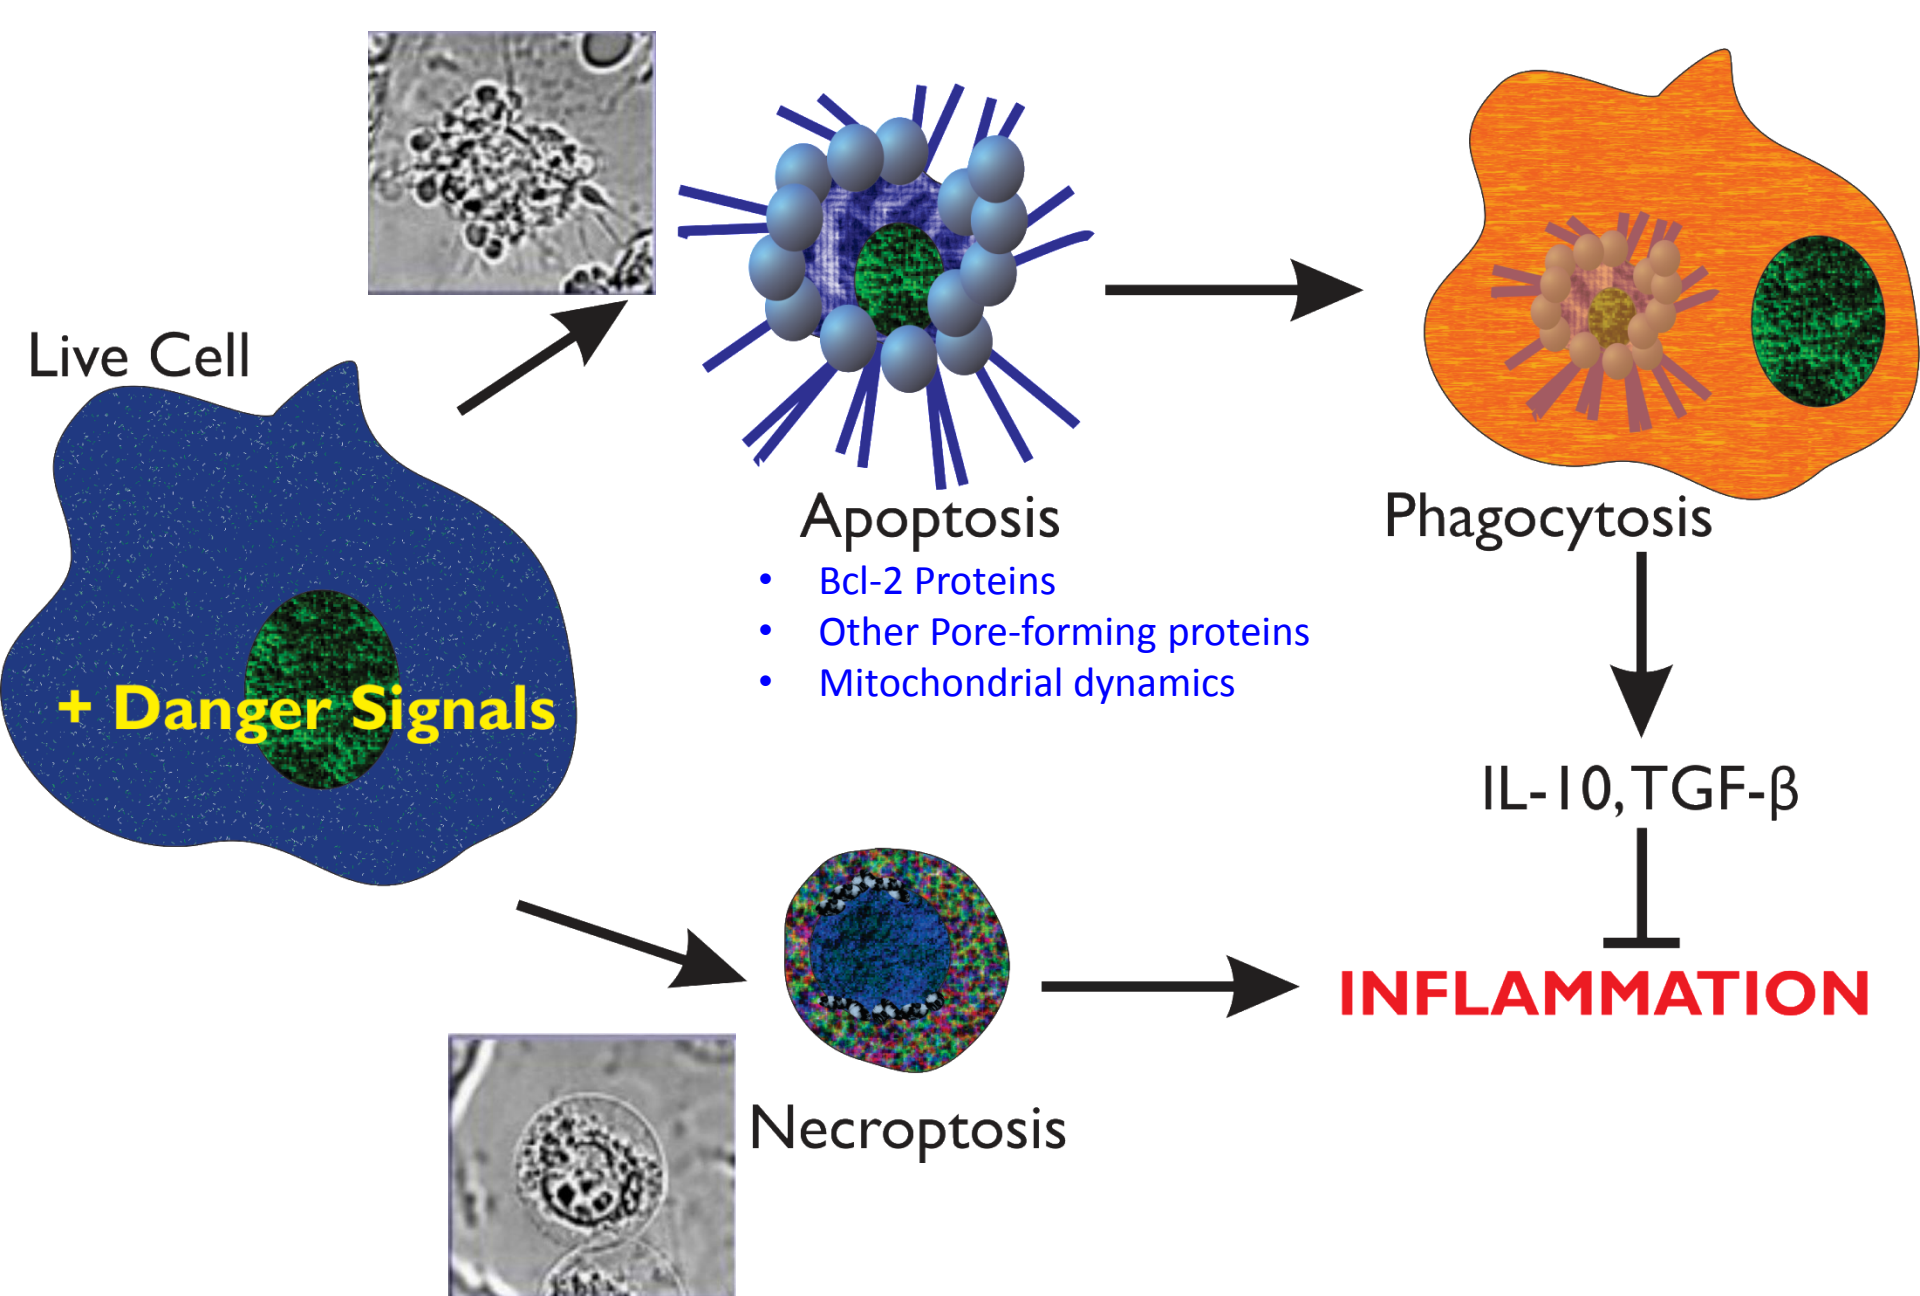 Live Cell
+ Danger Signals
Apoptosis
• Bcl-2 Proteins
• Other Pore-forming proteins
• Mitochondrial dynamics
Phagocytosis
IL-10, TGF-β
INFLAMMATION
Necroptosis